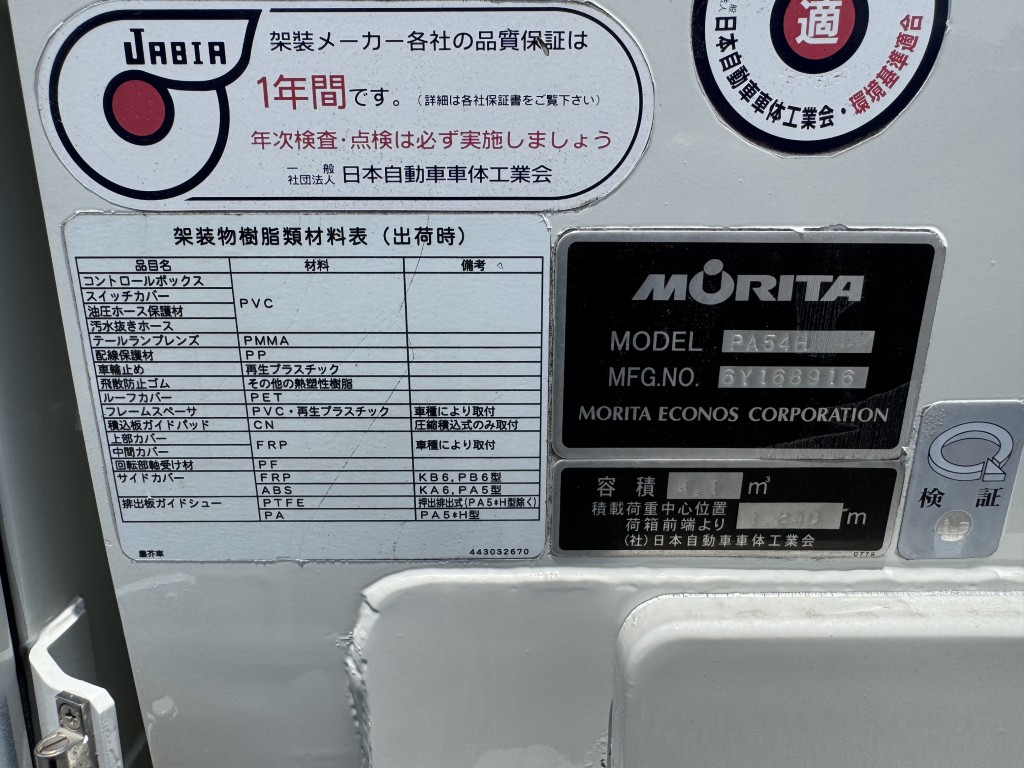 JABIA
架装メーカー各社の品質保証は
1年間です。(詳細は各社保証書をご覧下さい)
年次検査・点検は必ず実施しましょう
一般社団法人 日本自動車車体工業会
適
日本自動車車体工業会・環境基準適合
架装物樹脂類材料表(出荷時)
品目名 材料 備考
コントロールボックス
スイッチカバー
油圧ホース保護材
汚水抜きホース
PVC
テールランプレンズ PMMA
配線保護材 PP
車輪止め 再生プラスチック
飛散防止ゴム その他の熱塑性樹脂
ルーフカバー PET
フレームスペーサ PVC・再生プラスチック 車種により取付
積込板ガイドパッド CN 圧縮積込式のみ取付
上部カバー
中間カバー
FRP 車種により取付
回転部軸受け材 PF
サイドカバー FRP KB6,PB6型
ABS KA6,PA5型
排出板ガイドシュー PTFE 押出排出式(PA5*H型除く)
PA PA5*H型
塵芥車 443032670
MORITA
MODEL PA54H
MFG.NO. 6Y168916
MORITA ECONOS CORPORATION
容積 m³
積載荷重中心位置
荷箱前端より m
(社)日本自動車車体工業会
0779
検証